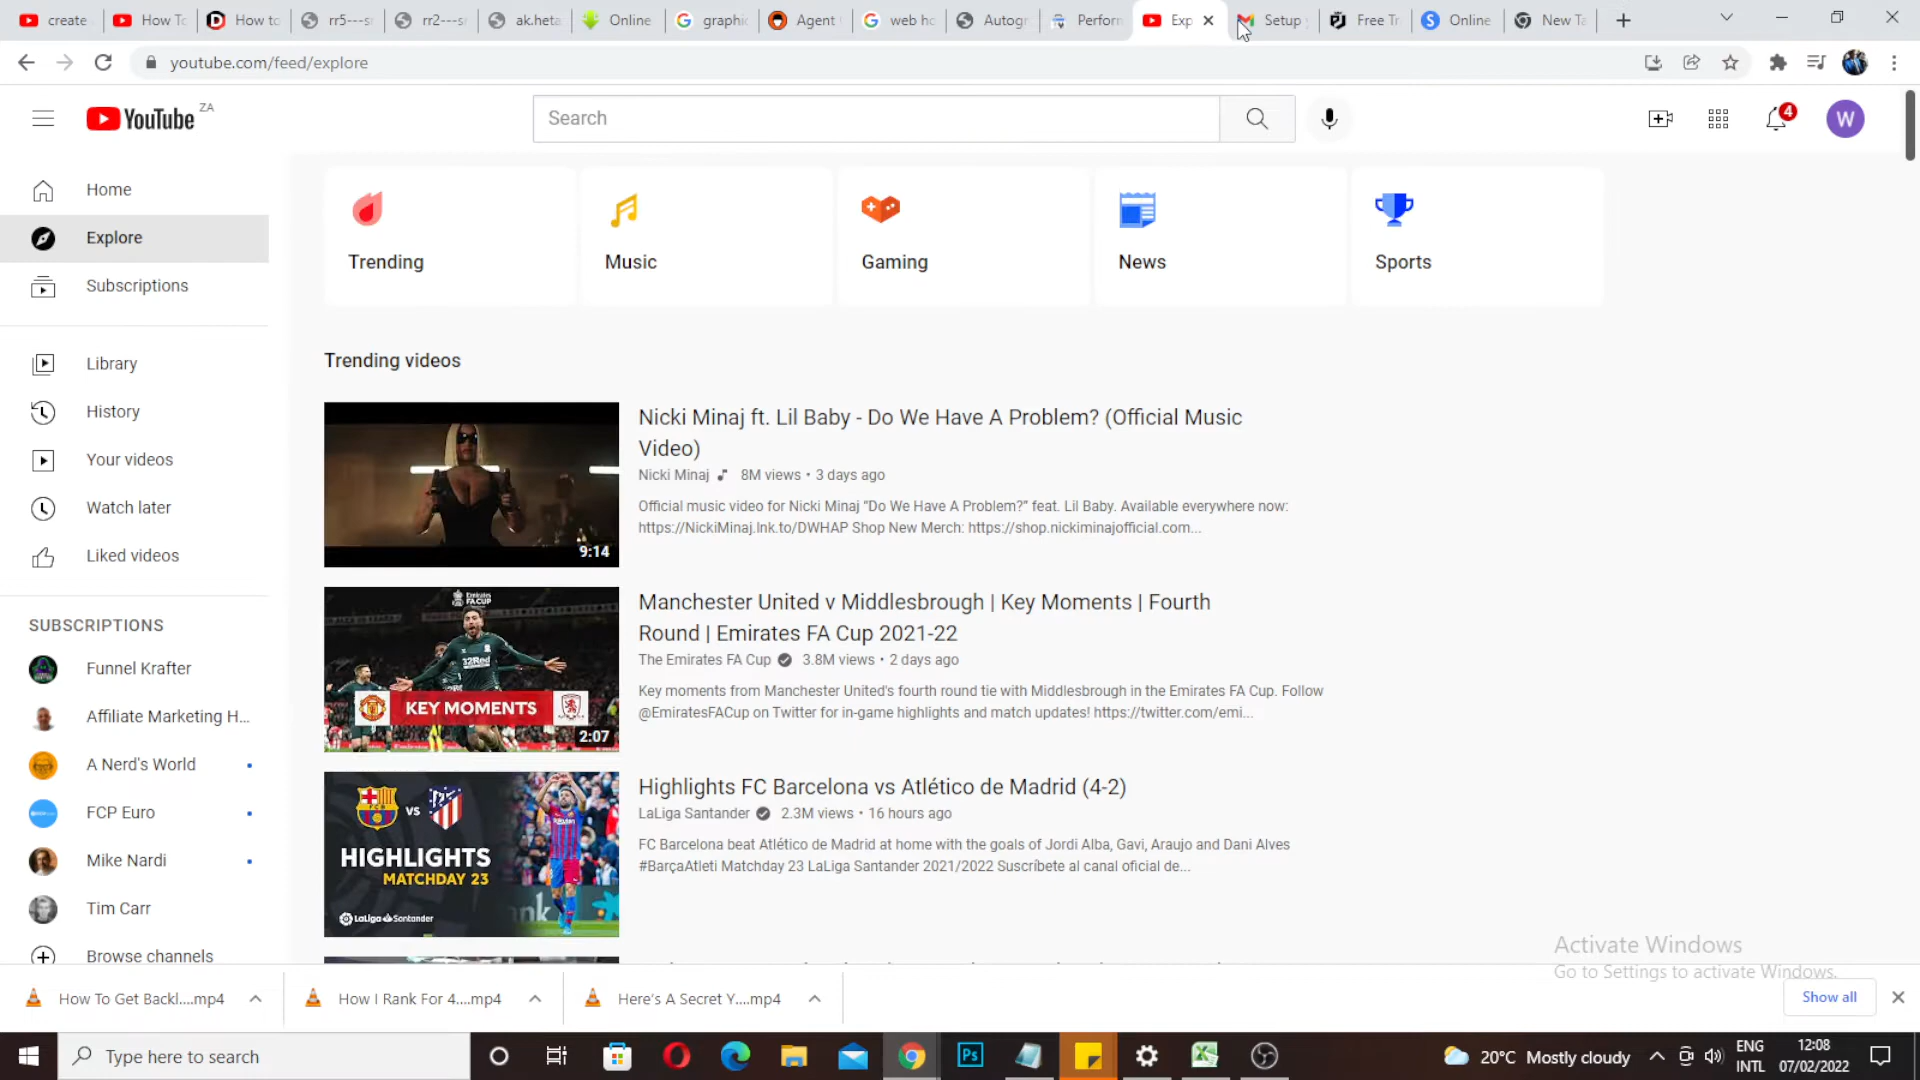 create
How To
How to
rr5---sn
rr2---sn
ak.heta
Online
graphic
Agent
web ho
Autogr
Perform
Exp
Setup
Free Tr
Online
New Ta
youtube.com/feed/explore
YouTube ZA
Search
4
W
Home
Explore
Subscriptions
Library
History
Your videos
Watch later
Liked videos
SUBSCRIPTIONS
Funnel Krafter
Affiliate Marketing H...
A Nerd's World
FCP Euro
Mike Nardi
Tim Carr
Browse channels
Trending
Music
Gaming
News
Sports
Trending videos
9:14
Nicki Minaj ft. Lil Baby - Do We Have A Problem? (Official Music
Video)
Nicki Minaj 8M views • 3 days ago
Official music video for Nicki Minaj "Do We Have A Problem?" feat. Lil Baby. Available everywhere now:
https://NickiMinaj.lnk.to/DWHAP Shop New Merch: https://shop.nickiminajofficial.com...
Emirates
FA CUP
32Red
KEY MOMENTS
2:07
Manchester United v Middlesbrough | Key Moments | Fourth
Round | Emirates FA Cup 2021-22
The Emirates FA Cup 3.8M views • 2 days ago
Key moments from Manchester United's fourth round tie with Middlesbrough in the Emirates FA Cup. Follow
@EmiratesFACup on Twitter for in-game highlights and match updates! https://twitter.com/emi...
VS
HIGHLIGHTS
MATCHDAY 23
LaLiga Santander
Highlights FC Barcelona vs Atlético de Madrid (4-2)
LaLiga Santander 2.3M views • 16 hours ago
FC Barcelona beat Atlético de Madrid at home with the goals of Jordi Alba, Gavi, Araujo and Dani Alves
#BarçaAtleti Matchday 23 LaLiga Santander 2021/2022 Suscríbete al canal oficial de...
Activate Windows
Go to Settings to activate Windows.
How To Get Backl....mp4
How I Rank For 4....mp4
Here's A Secret Y....mp4
Show all
Type here to search
Ps
20°C Mostly cloudy
ENG
INTL
12:08
07/02/2022